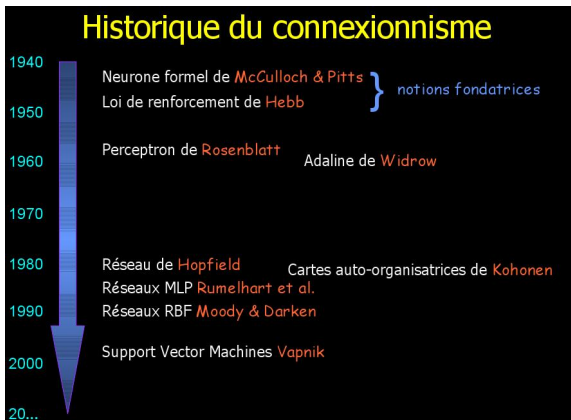 Historique du connexionnisme
1940
Neurone formel de McCulloch & Pitts
notions fondatrices
Loi de renforcement de Hebb
1950
Perceptron de Rosenblatt
Adaline de Widrow
1960
1970
1980
Réseau de Hopfield
Cartes auto-organisatrices de Kohonen
Réseaux MLP Rumelhart et al.
1990
Réseaux RBF Moody & Darken
Support Vector Machines Vapnik
2000
20...